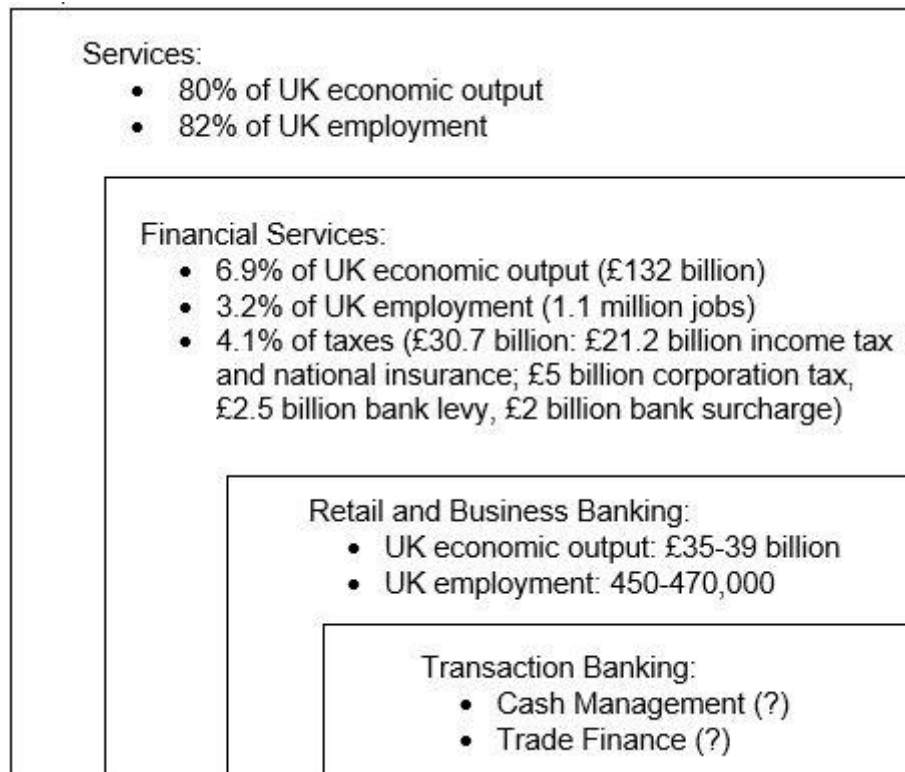 Services:
• 80% of UK economic output
• 82% of UK employment
Financial Services:
• 6.9% of UK economic output (£132 billion)
• 3.2% of UK employment (1.1 million jobs)
• 4.1% of taxes (£30.7 billion: £21.2 billion income tax
and national insurance; £5 billion corporation tax,
£2.5 billion bank levy, £2 billion bank surcharge)
Retail and Business Banking:
• UK economic output: £35-39 billion
• UK employment: 450-470,000
Transaction Banking:
• Cash Management (?)
• Trade Finance (?)